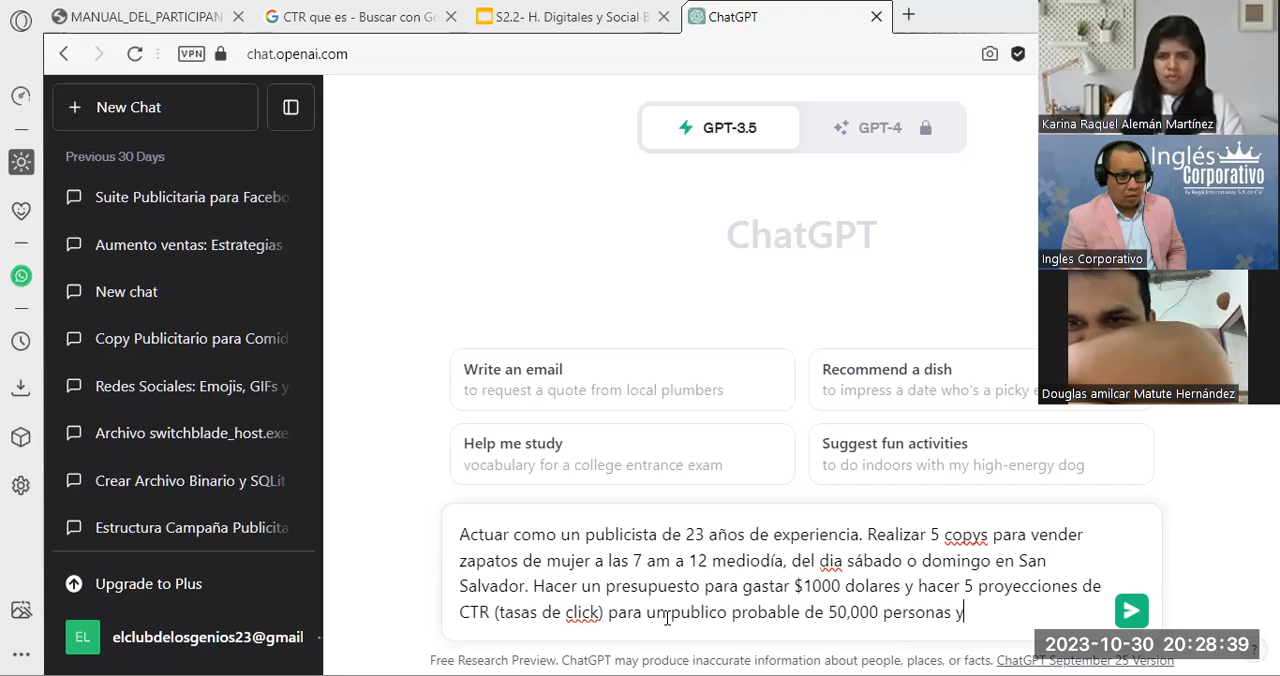 MANUAL_DEL_PARTICIPAN
CTR que es - Buscar con Go
S2.2- H. Digitales y Social B
ChatGPT
VPN
chat.openai.com
New Chat
Previous 30 Days
Suite Publicitaria para Facebo
Aumento ventas: Estrategias
New chat
Copy Publicitario para Comid
Redes Sociales: Emojis, GIFs y
Archivo switchblade_host.exe
Crear Archivo Binario y SQLit
Estructura Campaña Publicita
Upgrade to Plus
EL
elclubdelosgenios23@gmail
GPT-3.5
GPT-4
ChatGPT
Write an email
to request a quote from local plumbers
Recommend a dish
to impress a date who's a picky e
Help me study
vocabulary for a college entrance exam
Suggest fun activities
to do indoors with my high-energy dog
Actuar como un publicista de 23 años de experiencia. Realizar 5 copys para vender
zapatos de mujer a las 7 am a 12 mediodía, del dia sábado o domingo en San
Salvador. Hacer un presupuesto para gastar $1000 dolares y hacer 5 proyecciones de
CTR (tasas de click) para un publico probable de 50,000 personas y
Free Research Preview. ChatGPT may produce inaccurate information about people, places, or facts. ChatGPT September 25 Version
Karina Raquel Alemán Martínez
Inglés
Corporativo
By Regal International, S.A. de C.V.
Ingles Corporativo
Douglas amilcar Matute Hernández
2023-10-30 20:28:39
?